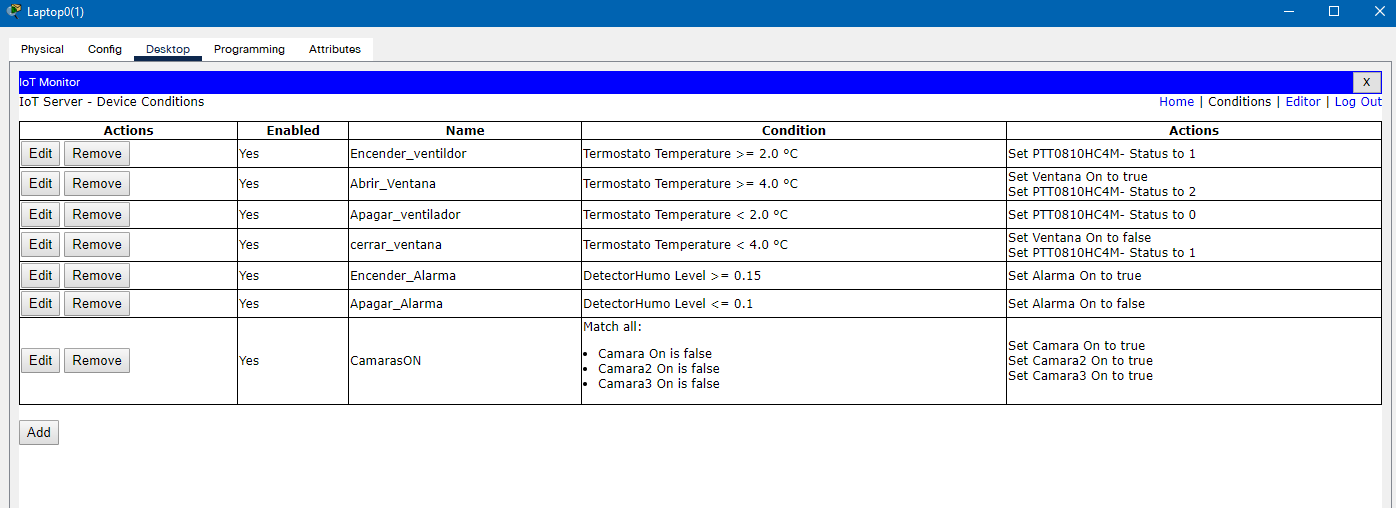 Laptop0(1)
Physical Config Desktop Programming Attributes
IoT Monitor X
IoT Server - Device Conditions Home | Conditions | Editor | Log Out
Actions Enabled Name Condition Actions
Edit Remove Yes Encender_ventildor Termostato Temperature >= 2.0 °C Set PTT0810HC4M- Status to 1
Edit Remove Yes Abrir_Ventana Termostato Temperature >= 4.0 °C Set Ventana On to true
Set PTT0810HC4M- Status to 2
Edit Remove Yes Apagar_ventilador Termostato Temperature < 2.0 °C Set PTT0810HC4M- Status to 0
Edit Remove Yes cerrar_ventana Termostato Temperature < 4.0 °C Set Ventana On to false
Set PTT0810HC4M- Status to 1
Edit Remove Yes Encender_Alarma DetectorHumo Level >= 0.15 Set Alarma On to true
Edit Remove Yes Apagar_Alarma DetectorHumo Level <= 0.1 Set Alarma On to false
Edit Remove Yes CamarasON Match all:
• Camara On is false
• Camara2 On is false
• Camara3 On is false
Set Camara On to true
Set Camara2 On to true
Set Camara3 On to true
Add